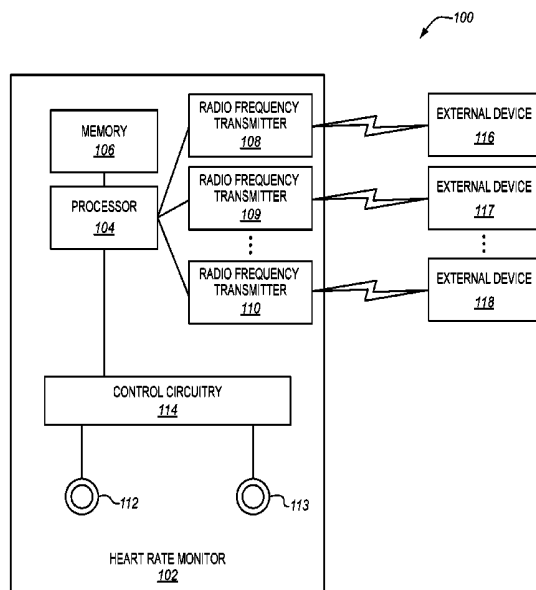 100
MEMORY
106
PROCESSOR
104
RADIO FREQUENCY
TRANSMITTER
108
RADIO FREQUENCY
TRANSMITTER
109
RADIO FREQUENCY
TRANSMITTER
110
EXTERNAL DEVICE
116
EXTERNAL DEVICE
117
EXTERNAL DEVICE
118
CONTROL CIRCUITRY
114
112
113
HEART RATE MONITOR
102